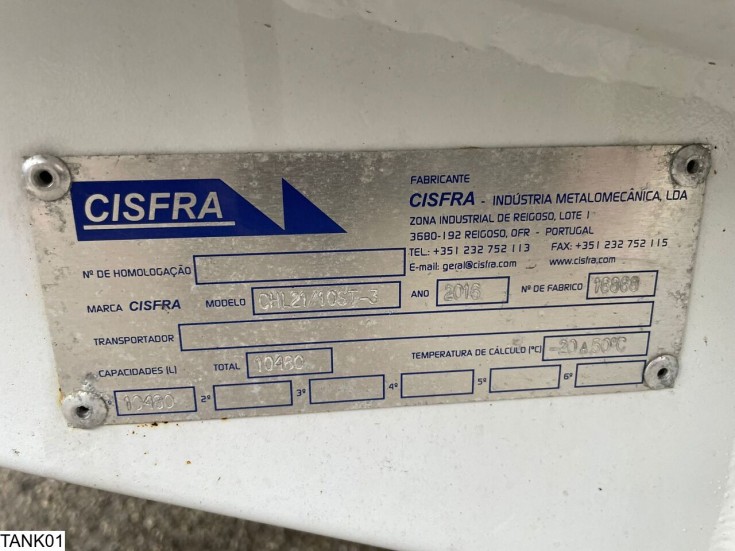 CISFRA
FABRICANTE
CISFRA - INDÚSTRIA METALOMECÂNICA, LDA
ZONA INDUSTRIAL DE REIGOSO, LOTE 1
3680-192 REIGOSO, OFR - PORTUGAL
TEL.: +351 232 752 113 FAX: +351 232 752 115
E-mail: geral@cisfra.com www.cisfra.com
Nº DE HOMOLOGAÇÃO
MARCA CISFRA MODELO ANO 2016 Nº DE FABRICO
TRANSPORTADOR
CAPACIDADES (L) TOTAL 10460 TEMPERATURA DE CÁLCULO (ºC)
10460 2º 3º 4º 5º 6º
TANK01